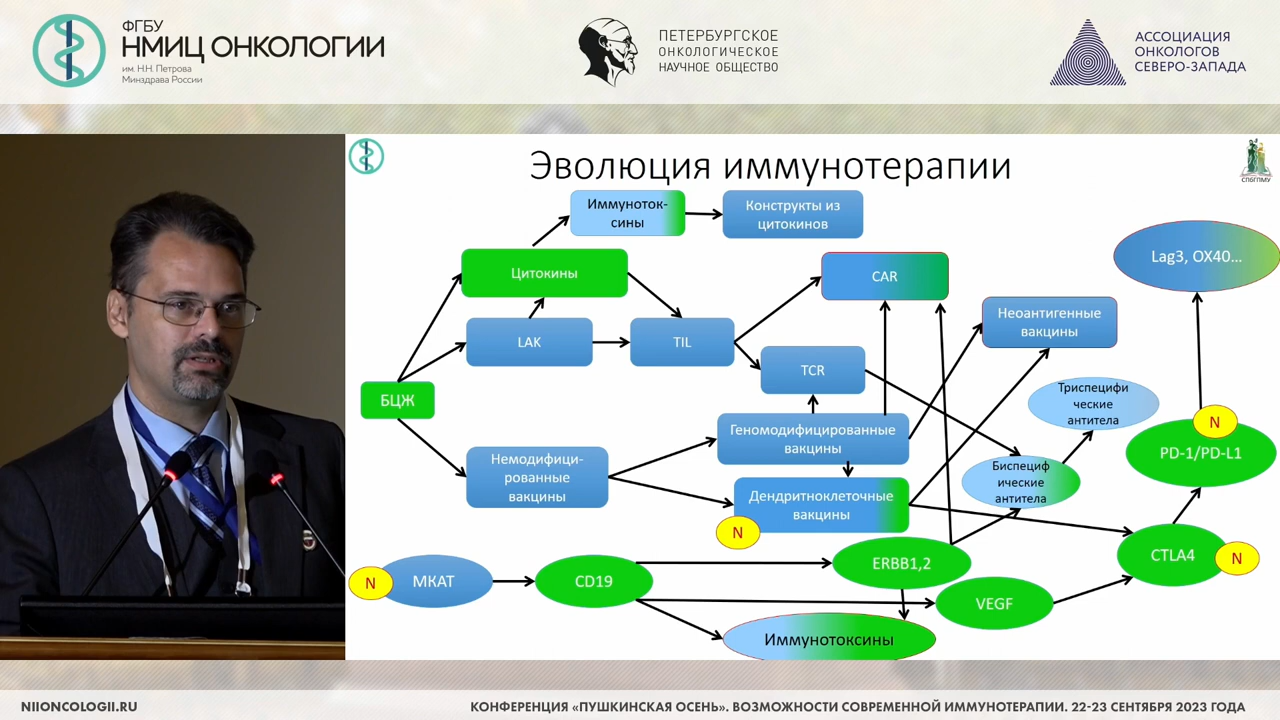 ФГБУ
НМИЦ ОНКОЛОГИИ
им. Н.Н. Петрова
Минздрава России
ПЕТЕРБУРГСКОЕ
ОНКОЛОГИЧЕСКОЕ
НАУЧНОЕ ОБЩЕСТВО
АССОЦИАЦИЯ
ОНКОЛОГОВ
СЕВЕРО-ЗАПАДА
Эволюция иммунотерапии
СПбГПМУ
Иммуноток-
сины
Конструкты из
цитокинов
Цитокины
CAR
Lag3, OX40...
LAK
TIL
Неоантигенные
вакцины
TCR
БЦЖ
Триспецифи
ческие
антитела
Геномодифицированные
вакцины
N
PD-1/PD-L1
Немодифици-
рованные
вакцины
Биспециф
ические
антитела
Дендритноклеточные
вакцины
N
CTLA4
N
N
МКАТ
CD19
ERBB1,2
VEGF
Иммунотоксины
NIIONCOLOGII.RU
КОНФЕРЕНЦИЯ «ПУШКИНСКАЯ ОСЕНЬ». ВОЗМОЖНОСТИ СОВРЕМЕННОЙ ИММУНОТЕРАПИИ. 22-23 СЕНТЯБРЯ 2023 ГОДА